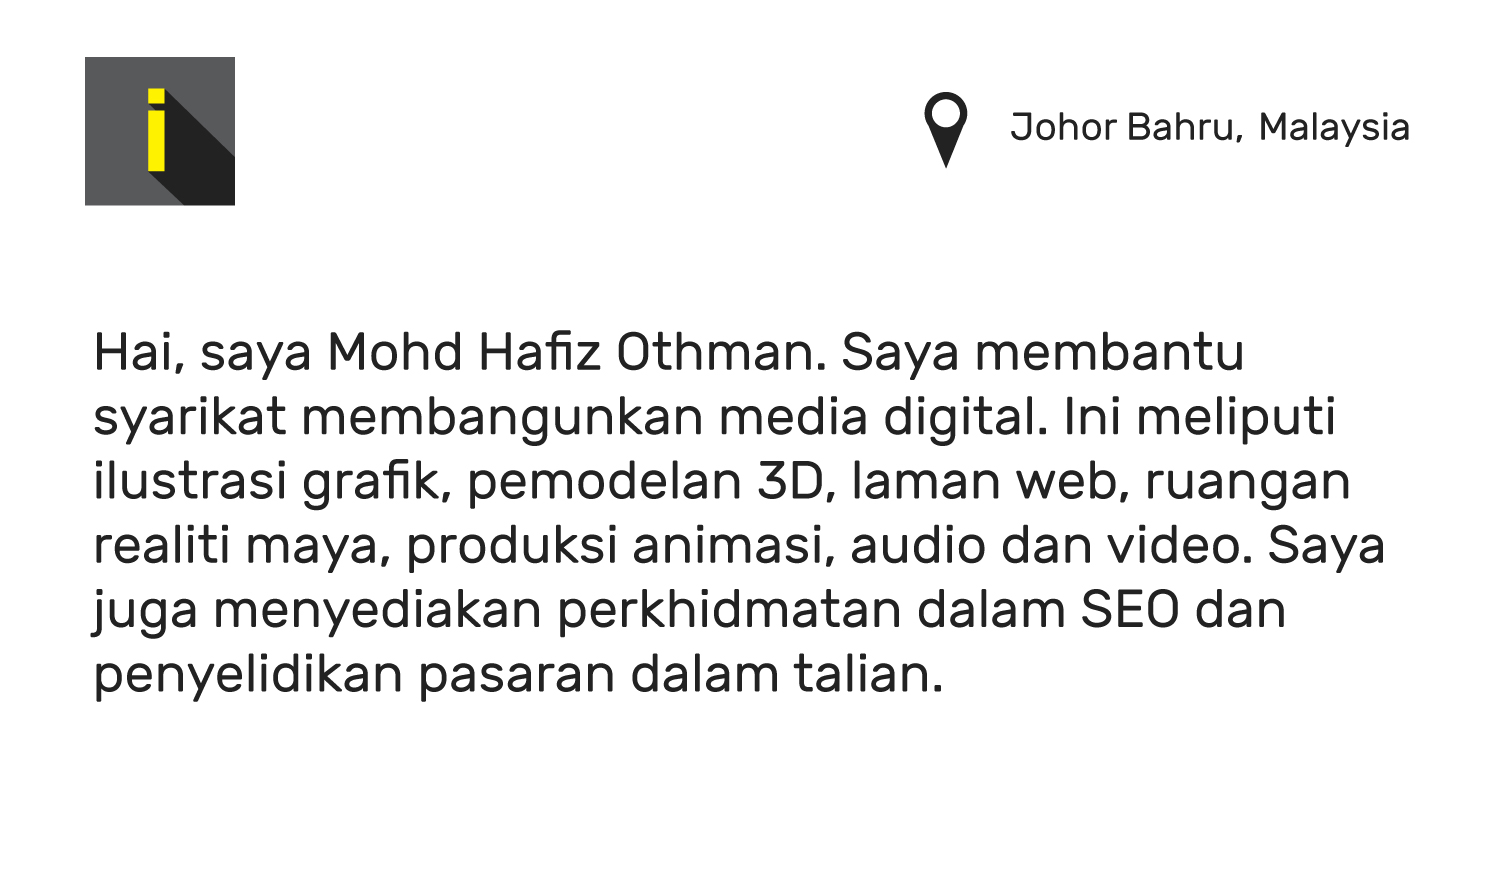 i
Johor Bahru, Malaysia
Hai, saya Mohd Hafiz Othman. Saya membantu
syarikat membangunkan media digital. Ini meliputi
ilustrasi grafik, pemodelan 3D, laman web, ruangan
realiti maya, produksi animasi, audio dan video. Saya
juga menyediakan perkhidmatan dalam SEO dan
penyelidikan pasaran dalam talian.